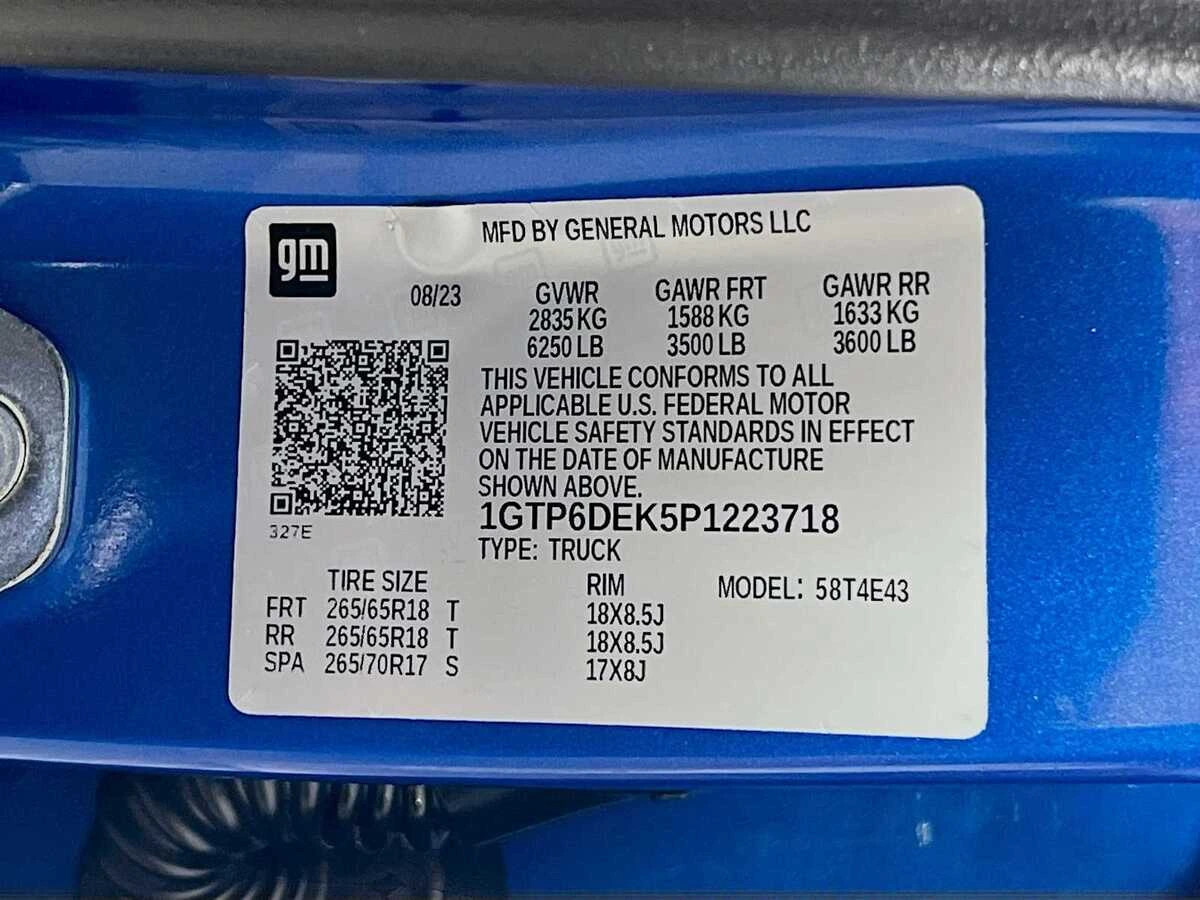 gm
MFD BY GENERAL MOTORS LLC
08/23 GVWR GAWR FRT GAWR RR
2835 KG 1588 KG 1633 KG
6250 LB 3500 LB 3600 LB
THIS VEHICLE CONFORMS TO ALL
APPLICABLE U.S. FEDERAL MOTOR
VEHICLE SAFETY STANDARDS IN EFFECT
ON THE DATE OF MANUFACTURE
SHOWN ABOVE.
327E
1GTP6DEK5P1223718
TYPE: TRUCK
TIRE SIZE RIM MODEL: 58T4E43
FRT 265/65R18 T 18X8.5J
RR 265/65R18 T 18X8.5J
SPA 265/70R17 S 17X8J